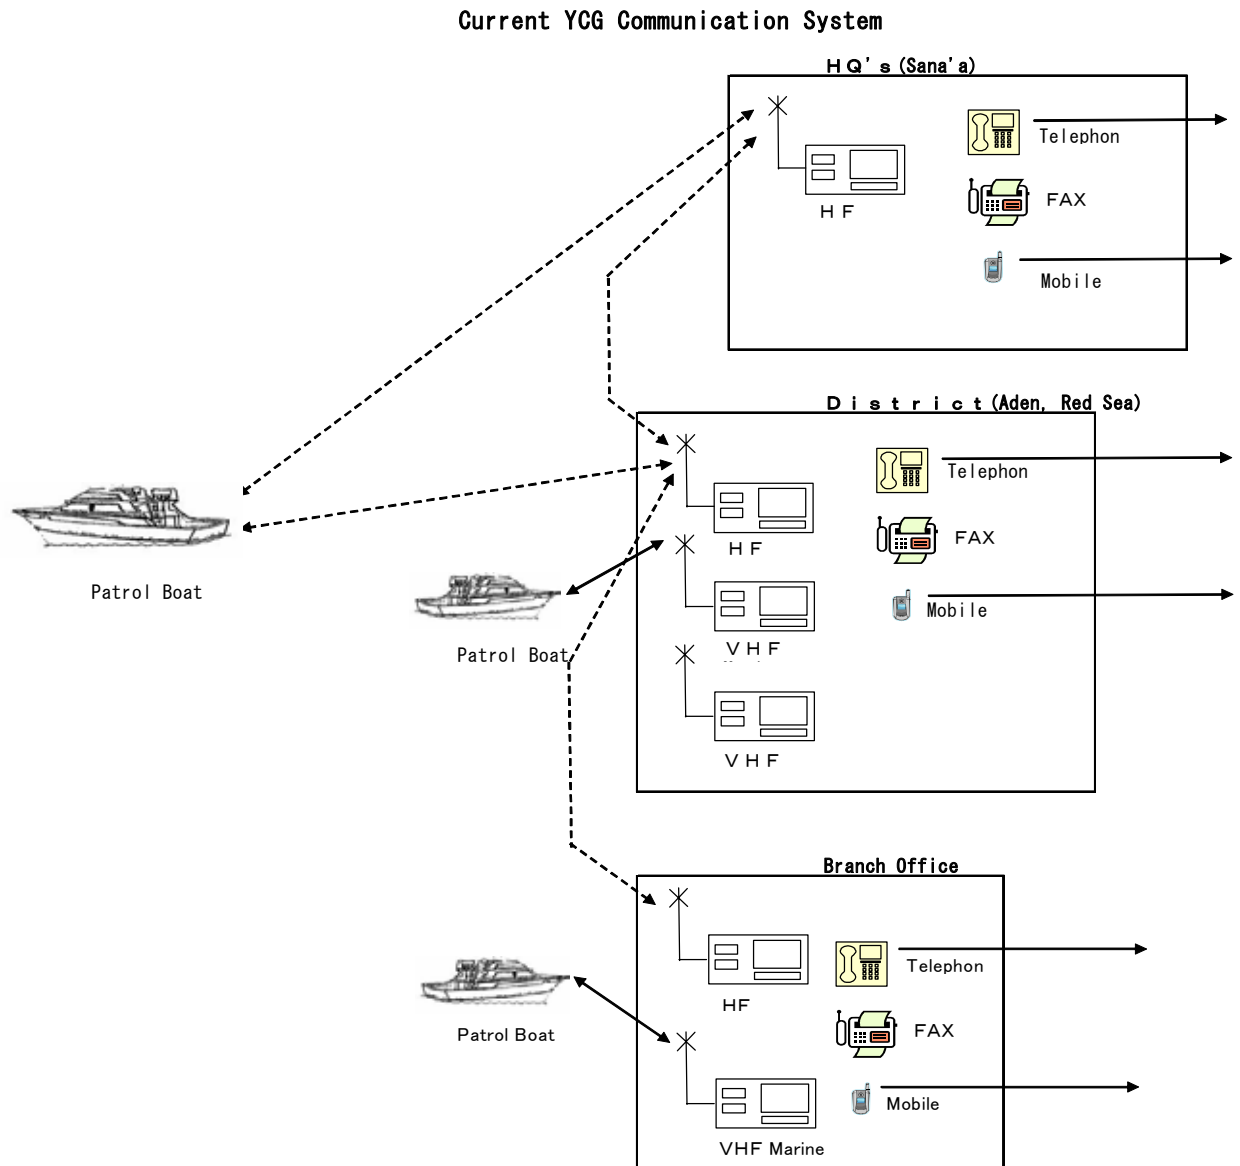 Current YCG Communication System
ＨＱ'ｓ(Sana'a)
Telephon
ＨＦ
FAX
Mobile
Ｄｉｓｔｒｉｃｔ(Aden, Red Sea)
Telephon
ＨＦ
FAX
Patrol Boat
Mobile
Patrol Boat
ＶＨＦ
ＶＨＦ
Branch Office
Telephon
HF
Patrol Boat
FAX
Mobile
VHF Marine